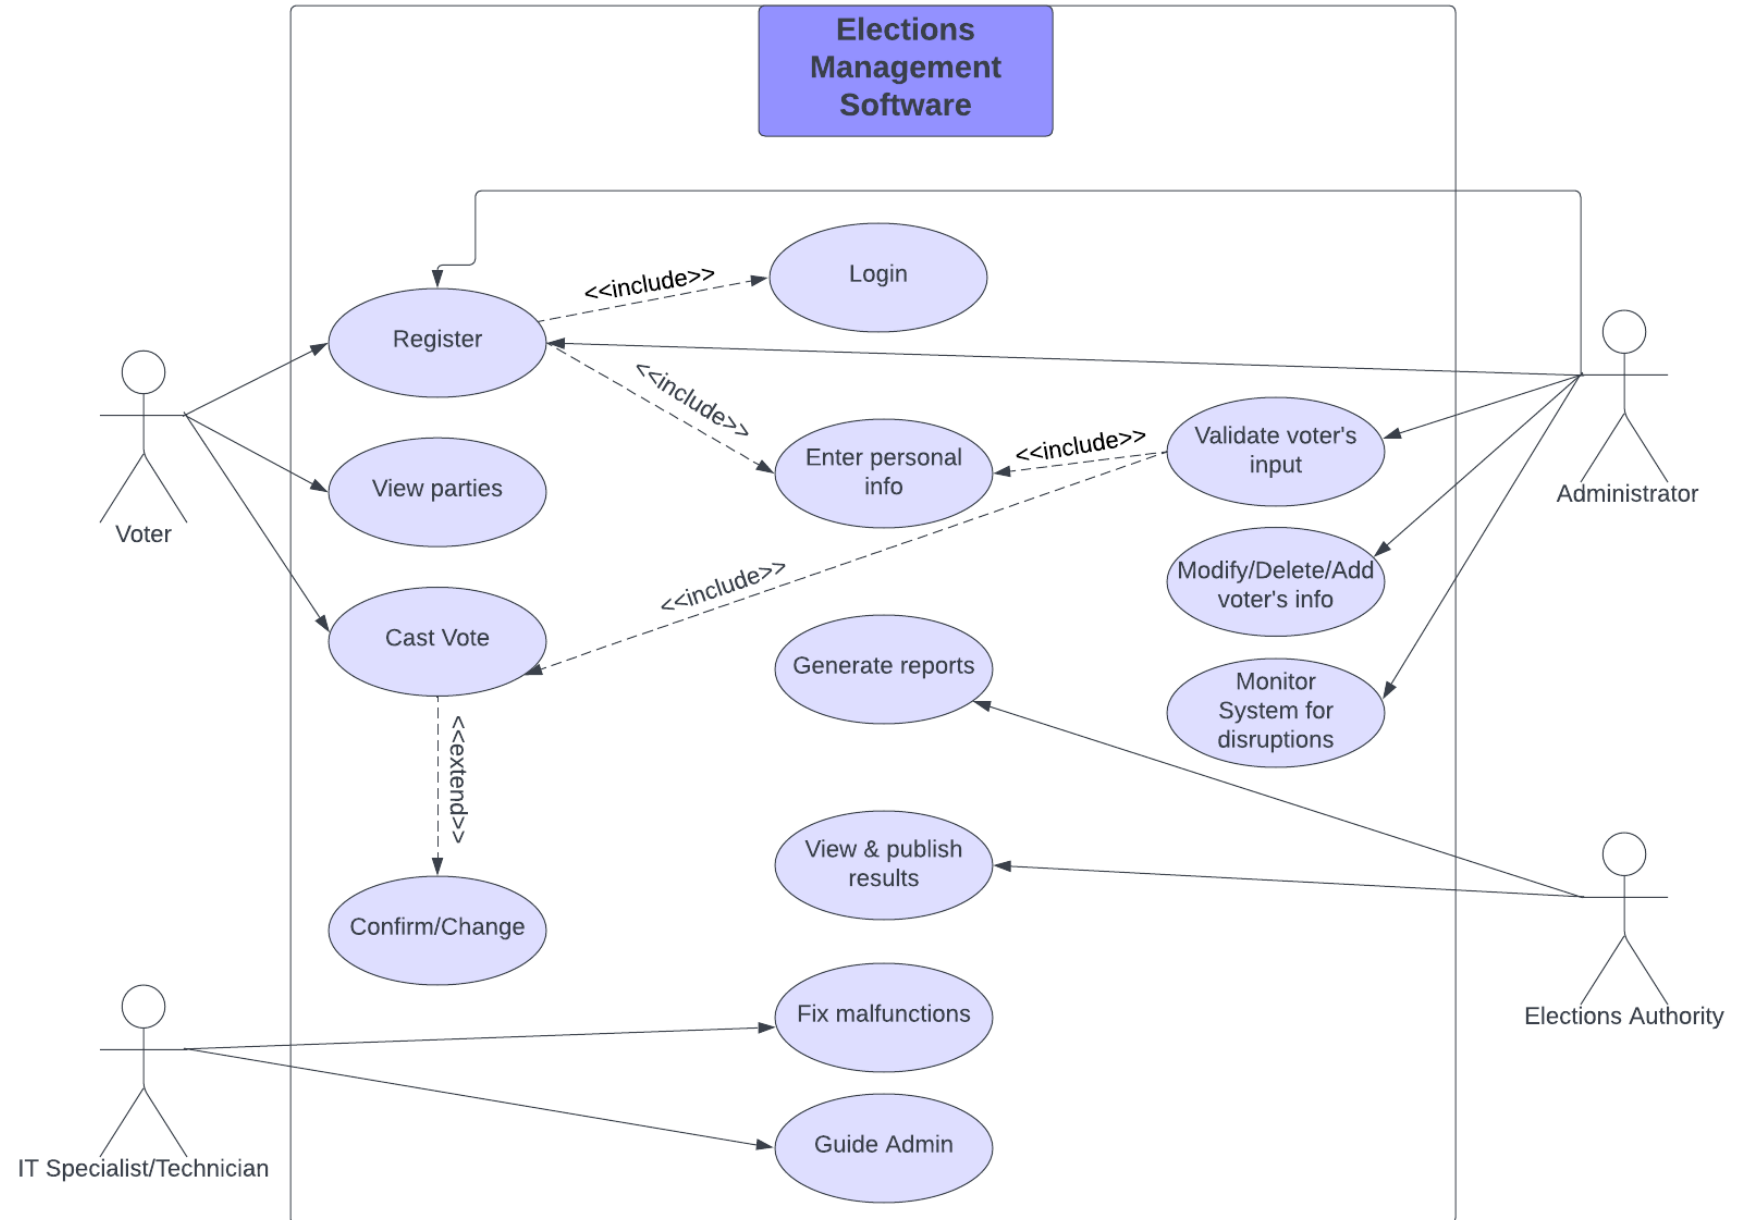 Elections
Management
Software
<<include>>
Login
Register
<<include>>
Enter personal
info
<<include>>
Validate voter's
input
Voter
View parties
Administrator
Modify/Delete/Add
voter's info
<<include>>
Cast Vote
Generate reports
Monitor
System for
disruptions
<<extend>>
View & publish
results
Confirm/Change
Fix malfunctions
Elections Authority
Guide Admin
IT Specialist/Technician